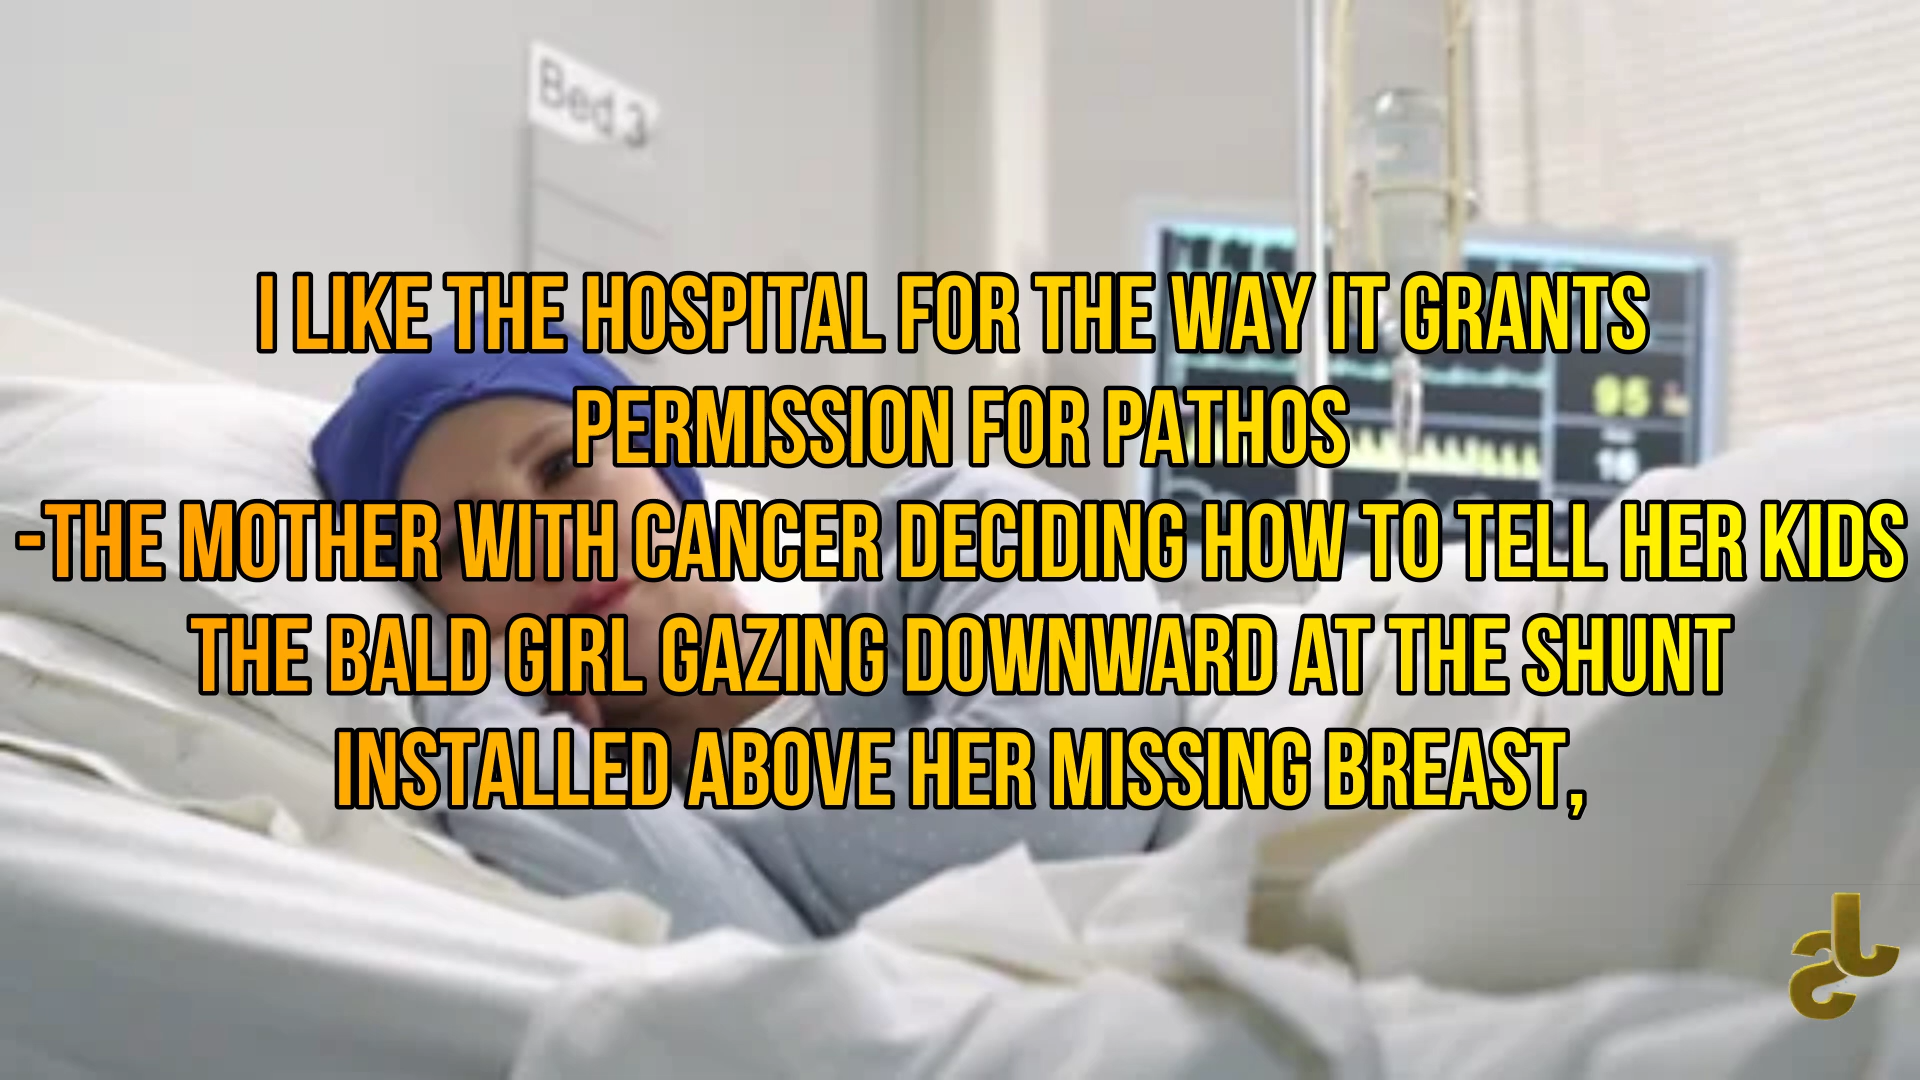 Bed 3
I LIKE THE HOSPITAL FOR THE WAY IT GRANTS
PERMISSION FOR PATHOS
-THE MOTHER WITH CANCER DECIDING HOW TO TELL HER KIDS
THE BALD GIRL GAZING DOWNWARD AT THE SHUNT
INSTALLED ABOVE HER MISSING BREAST,
95